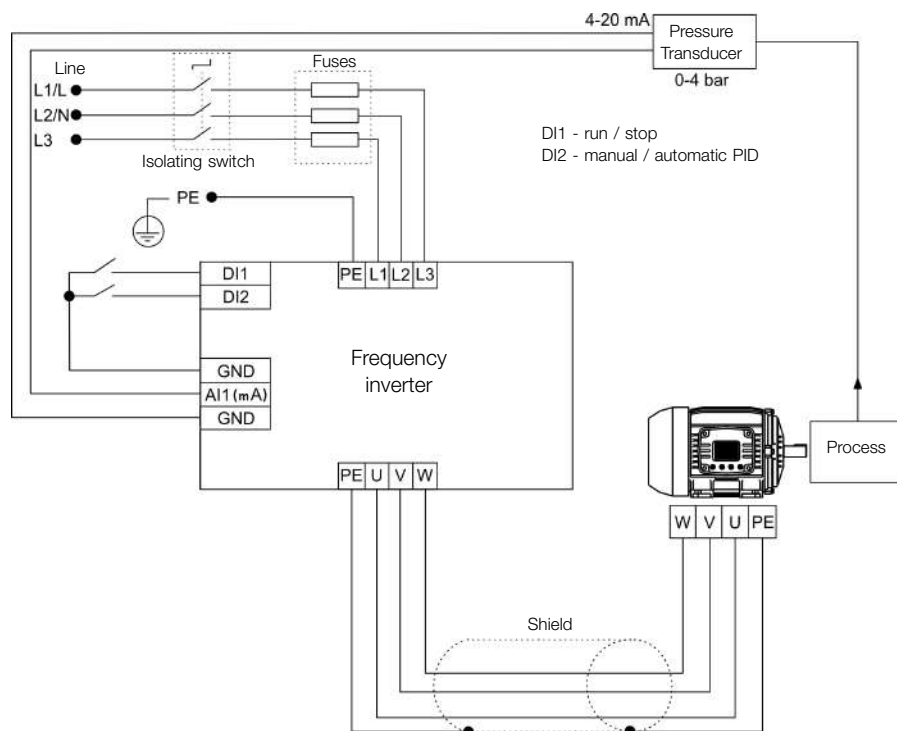 4-20 mA
Pressure
Transducer
0-4 bar
Line
Fuses
L1/L
L2/N
L3
Isolating switch
DI1 - run / stop
DI2 - manual / automatic PID
PE
PE L1 L2 L3
DI1
DI2
Frequency
inverter
GND
AI1 (mA)
GND
Process
PE U V W
W V U PE
Shield